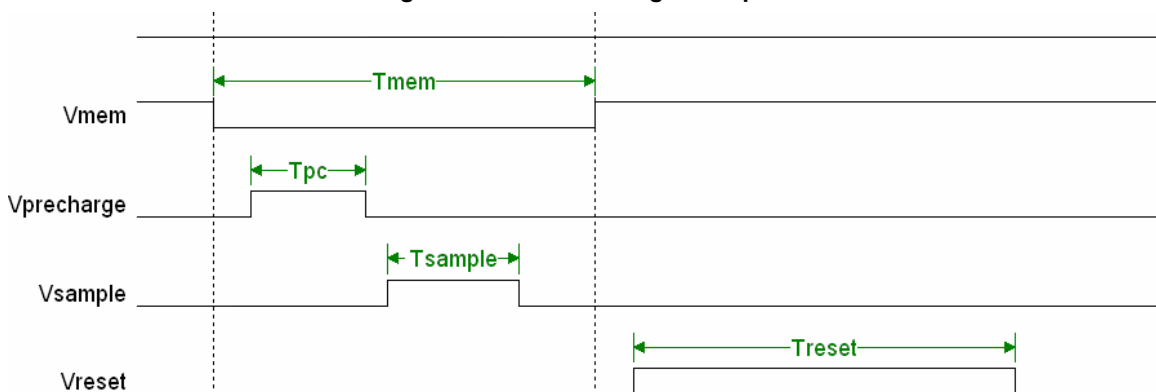 Tmem
Vmem
Tpc
Vprecharge
Tsample
Vsample
Treset
Vreset